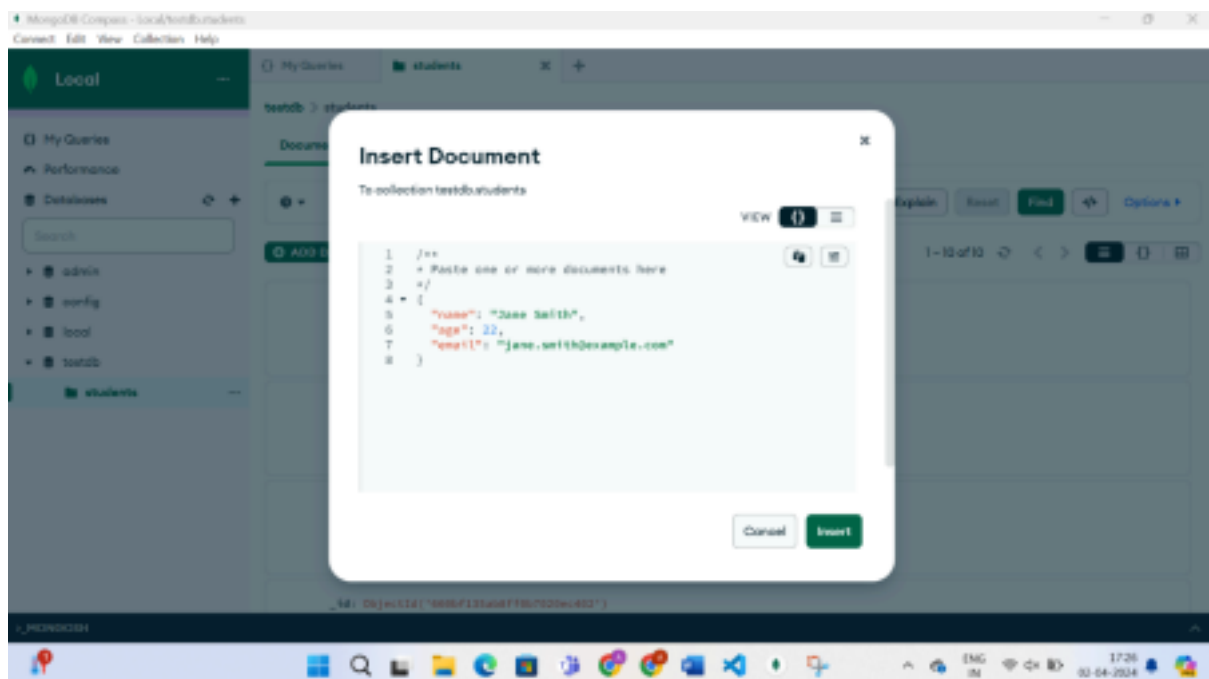 MongoDB Compass - Local/testdb.students
Connect Edit View Collection Help
Local
My Queries
students
testdb > students
My Queries
Performance
Databases
Search
admin
config
local
testdb
students
Docume
Explain
Reset
Find
Options
ADD D
1-10 of 10
Insert Document
To collection testdb.students
VIEW {}
1 /**
2 * Paste one or more documents here
3 */
4 {
5 "name": "Jane Smith",
6 "age": 22,
7 "email": "jane.smith@example.com"
8 }
Cancel
Insert
>_MONGOSH
ENG
IN
17:26
02-04-2024